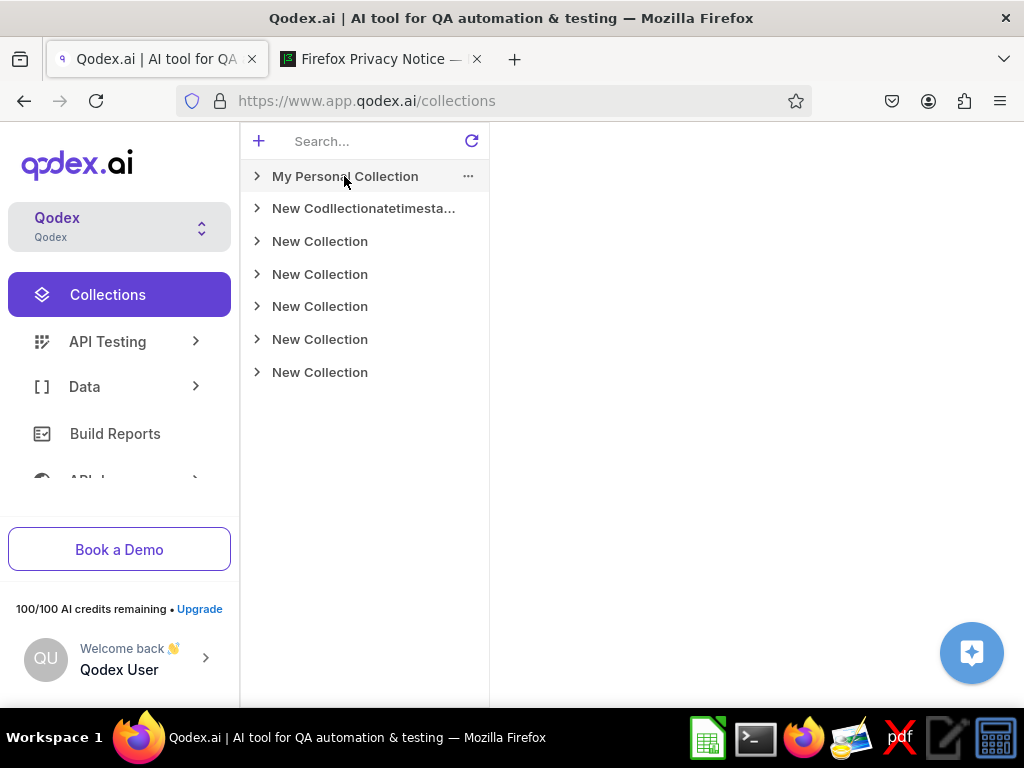 Qodex.ai | AI tool for QA automation & testing — Mozilla Firefox
Qodex.ai | AI tool for QA
Firefox Privacy Notice —
https://www.app.qodex.ai/collections
qodex.ai
Qodex
Qodex
Collections
API Testing
Data
Build Reports
Book a Demo
100/100 AI credits remaining • Upgrade
QU
Welcome back 👋
Qodex User
Search...
My Personal Collection
New Codllectionatetimesta...
New Collection
New Collection
New Collection
New Collection
New Collection
Workspace 1
Qodex.ai | AI tool for QA automation & testing — Mozilla Firefox
pdf